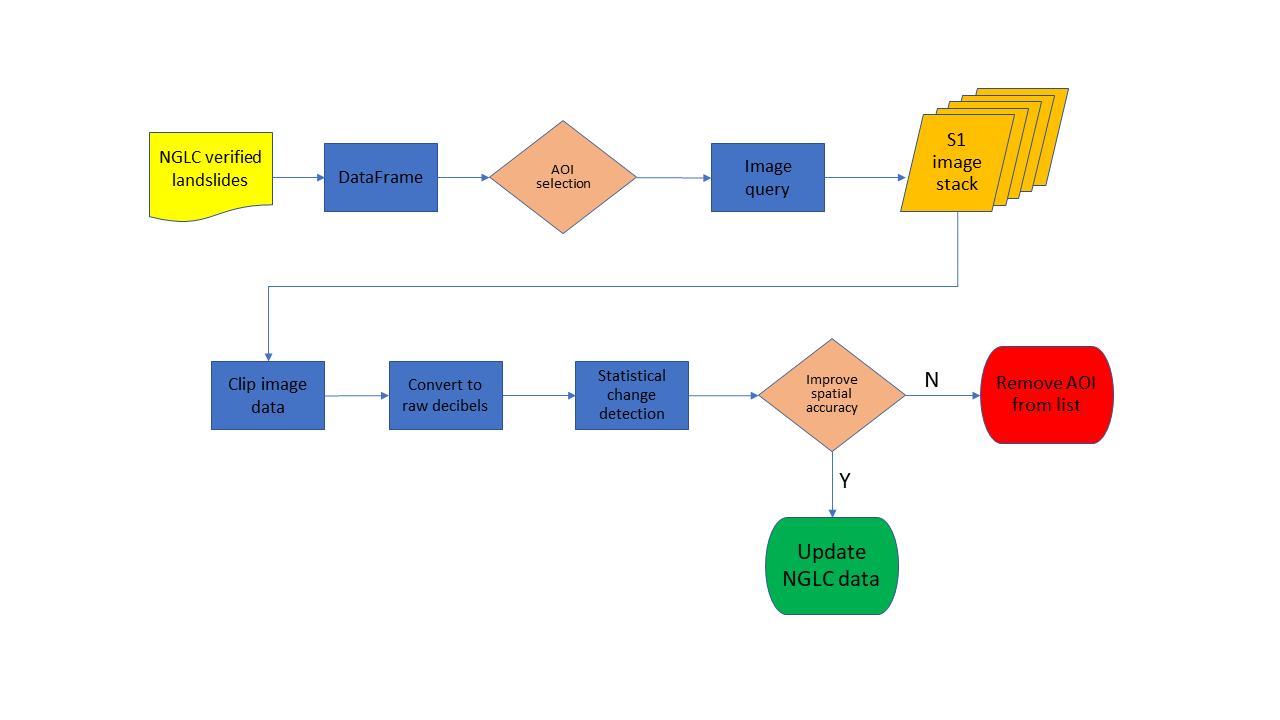 NGLC verified
landslides
DataFrame
AOI
selection
Image
query
S1
image
stack
Clip image
data
Convert to
raw decibels
Statistical
change
detection
Improve
spatial
accuracy
N
Remove AOI
from list
Y
Update
NGLC data